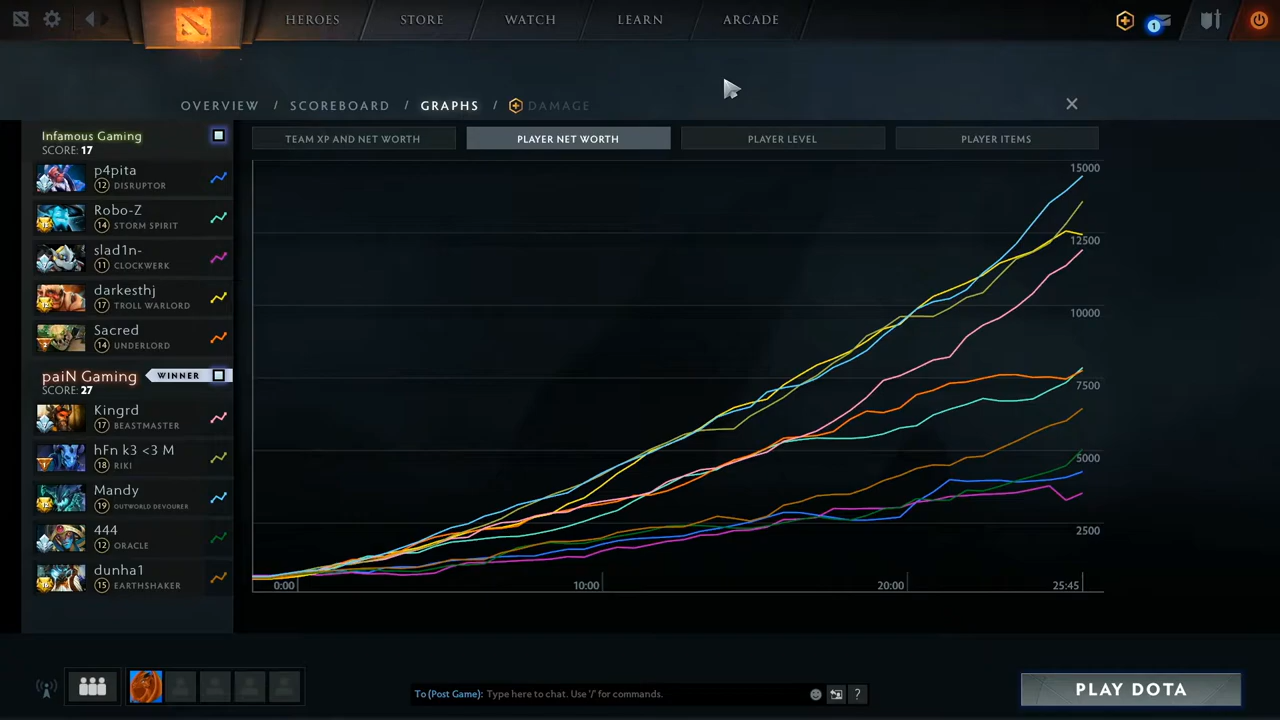 HEROES
STORE
WATCH
LEARN
ARCADE
1
OVERVIEW / SCOREBOARD / GRAPHS / DAMAGE
TEAM XP AND NET WORTH
PLAYER NET WORTH
PLAYER LEVEL
PLAYER ITEMS
Infamous Gaming
SCORE: 17
p4pita
12 DISRUPTOR
Robo-Z
14 STORM SPIRIT
slad1n-
11 CLOCKWERK
darkesthj
17 TROLL WARLORD
Sacred
14 UNDERLORD
paiN Gaming
WINNER
SCORE: 27
Kingrd
17 BEASTMASTER
hFn k3 <3 M
18 RIKI
Mandy
19 OUTWORLD DEVOURER
444
12 ORACLE
dunha1
15 EARTHSHAKER
15000
12500
10000
7500
5000
2500
0:00
10:00
20:00
25:45
To (Post Game): Type here to chat. Use '/' for commands.
?
PLAY DOTA